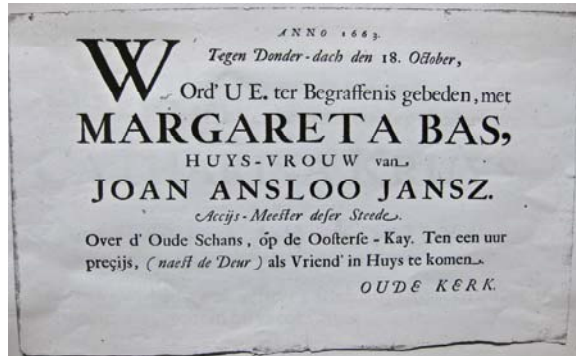 ANNO 1663.
Tegen Donder-dach den 18. October,
WOrd' U E. ter Begraffenis gebeden, met
MARGARETA BAS,
HUYS-VROUW van
JOAN ANSLOO JANSZ.
Accijs-Meeſter deſer Steede.
Over d' Oude Schans, op de Ooſterſe-Kay. Ten een uur
preçijs, (naeſt de Deur) als Vriend' in Huys te komen.
OUDE KERK.